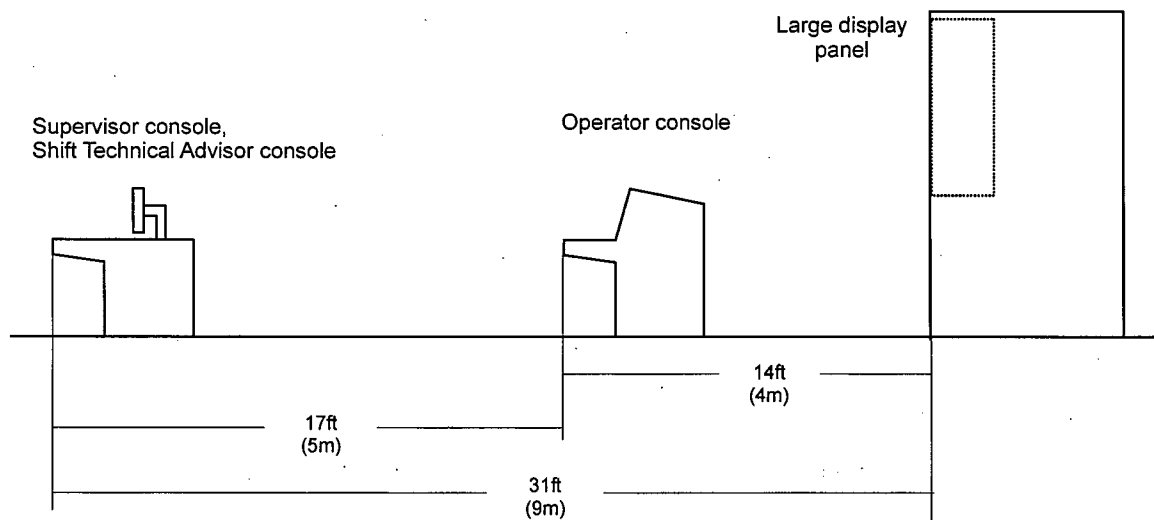 Large display
panel
Supervisor console,
Shift Technical Advisor console
Operator console
14ft
(4m)
17ft
(5m)
31ft
(9m)